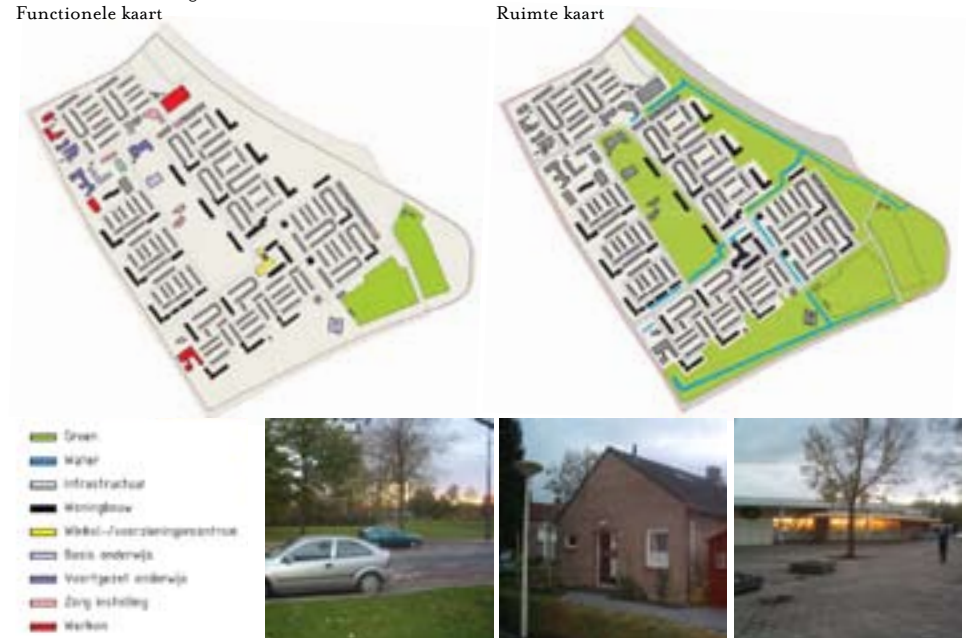 Functionele kaart
Ruimte kaart
Groen
Water
infrastructuur
Woningbouw
Winkel-/voorzieningencentrum
Basis onderwijs
Voortgezet onderwijs
Zorg instelling
Werken